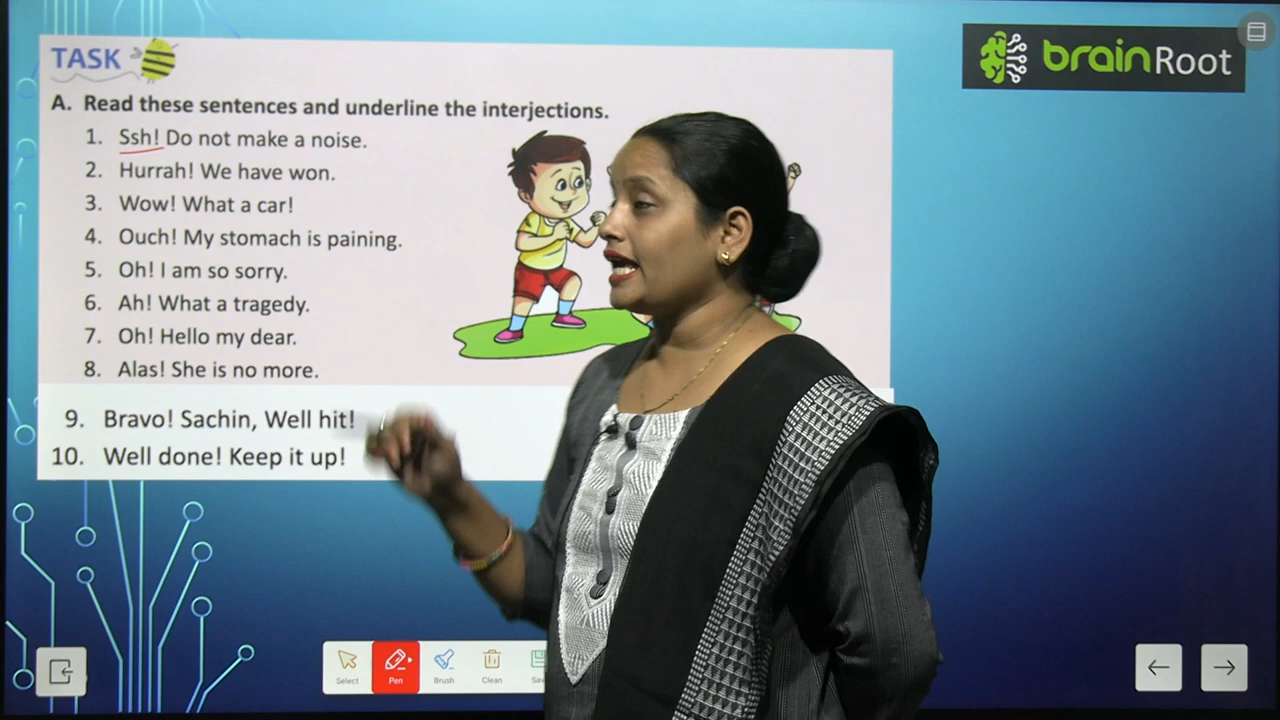 TASK
brainRoot
A. Read these sentences and underline the interjections.
1. Ssh! Do not make a noise.
2. Hurrah! We have won.
3. Wow! What a car!
4. Ouch! My stomach is paining.
5. Oh! I am so sorry.
6. Ah! What a tragedy.
7. Oh! Hello my dear.
8. Alas! She is no more.
9. Bravo! Sachin, Well hit!
10. Well done! Keep it up!
Select Pen Brush Clean